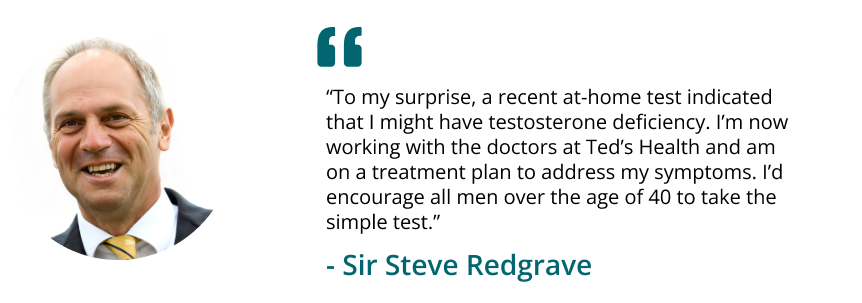 “To my surprise, a recent at-home test indicated
that I might have testosterone deficiency. I’m now
working with the doctors at Ted’s Health and am
on a treatment plan to address my symptoms. I’d
encourage all men over the age of 40 to take the
simple test.”
- Sir Steve Redgrave